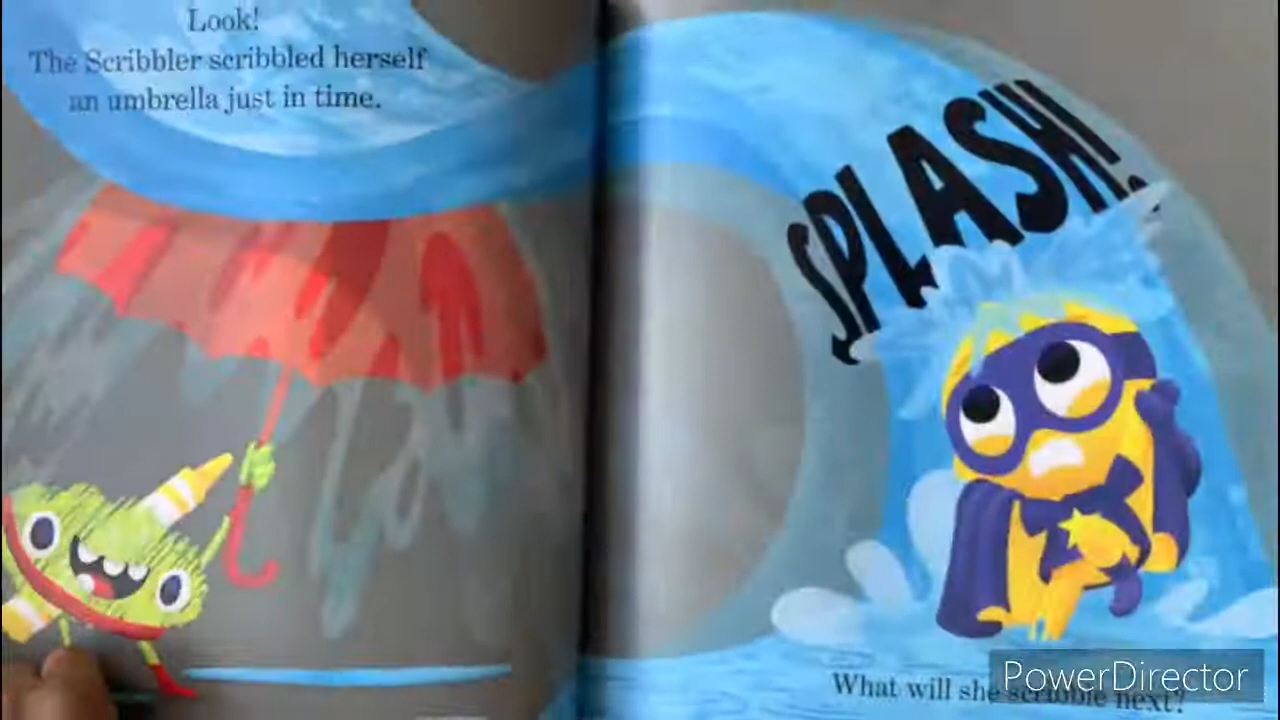 Look!
The Scribbler scribbled herself
an umbrella just in time.
SPLASH!
What will she scribble next?
PowerDirector